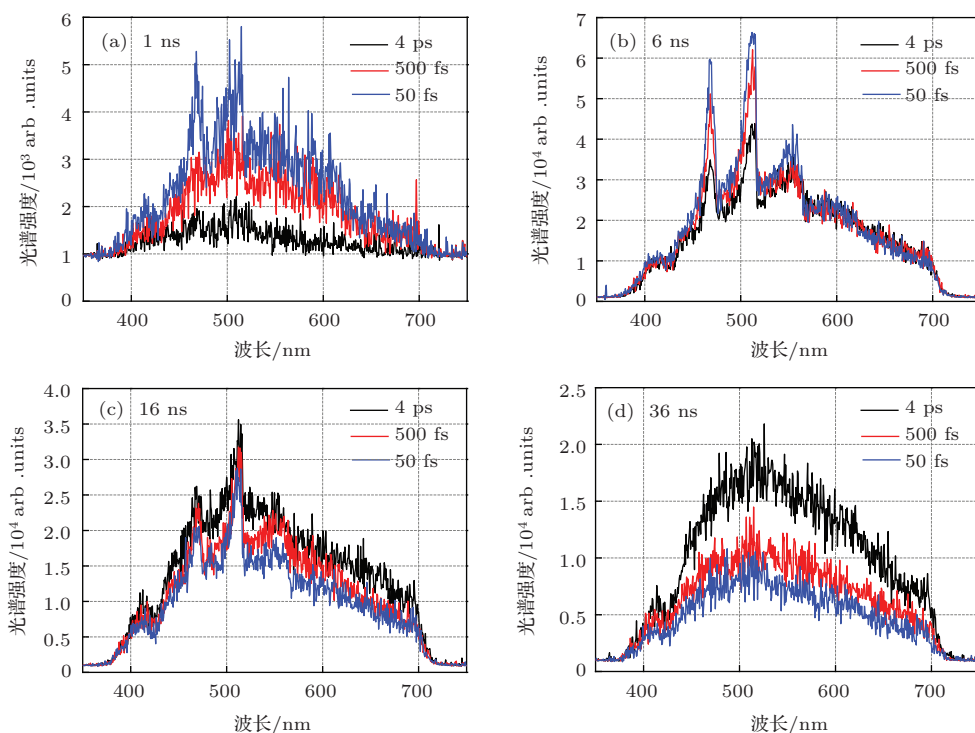 (a) 1 ns
4 ps
500 fs
50 fs
光谱强度/10³ arb .units
6
5
4
3
2
1
0
400 500 600 700
波长/nm
(b) 6 ns
4 ps
500 fs
50 fs
光谱强度/10⁴ arb .units
7
6
5
4
3
2
1
0
400 500 600 700
波长/nm
(c) 16 ns
4 ps
500 fs
50 fs
光谱强度/10⁴ arb .units
4.0
3.5
3.0
2.5
2.0
1.5
1.0
0.5
0
400 500 600 700
波长/nm
(d) 36 ns
4 ps
500 fs
50 fs
光谱强度/10⁴ arb .units
2.5
2.0
1.5
1.0
0.5
0
400 500 600 700
波长/nm